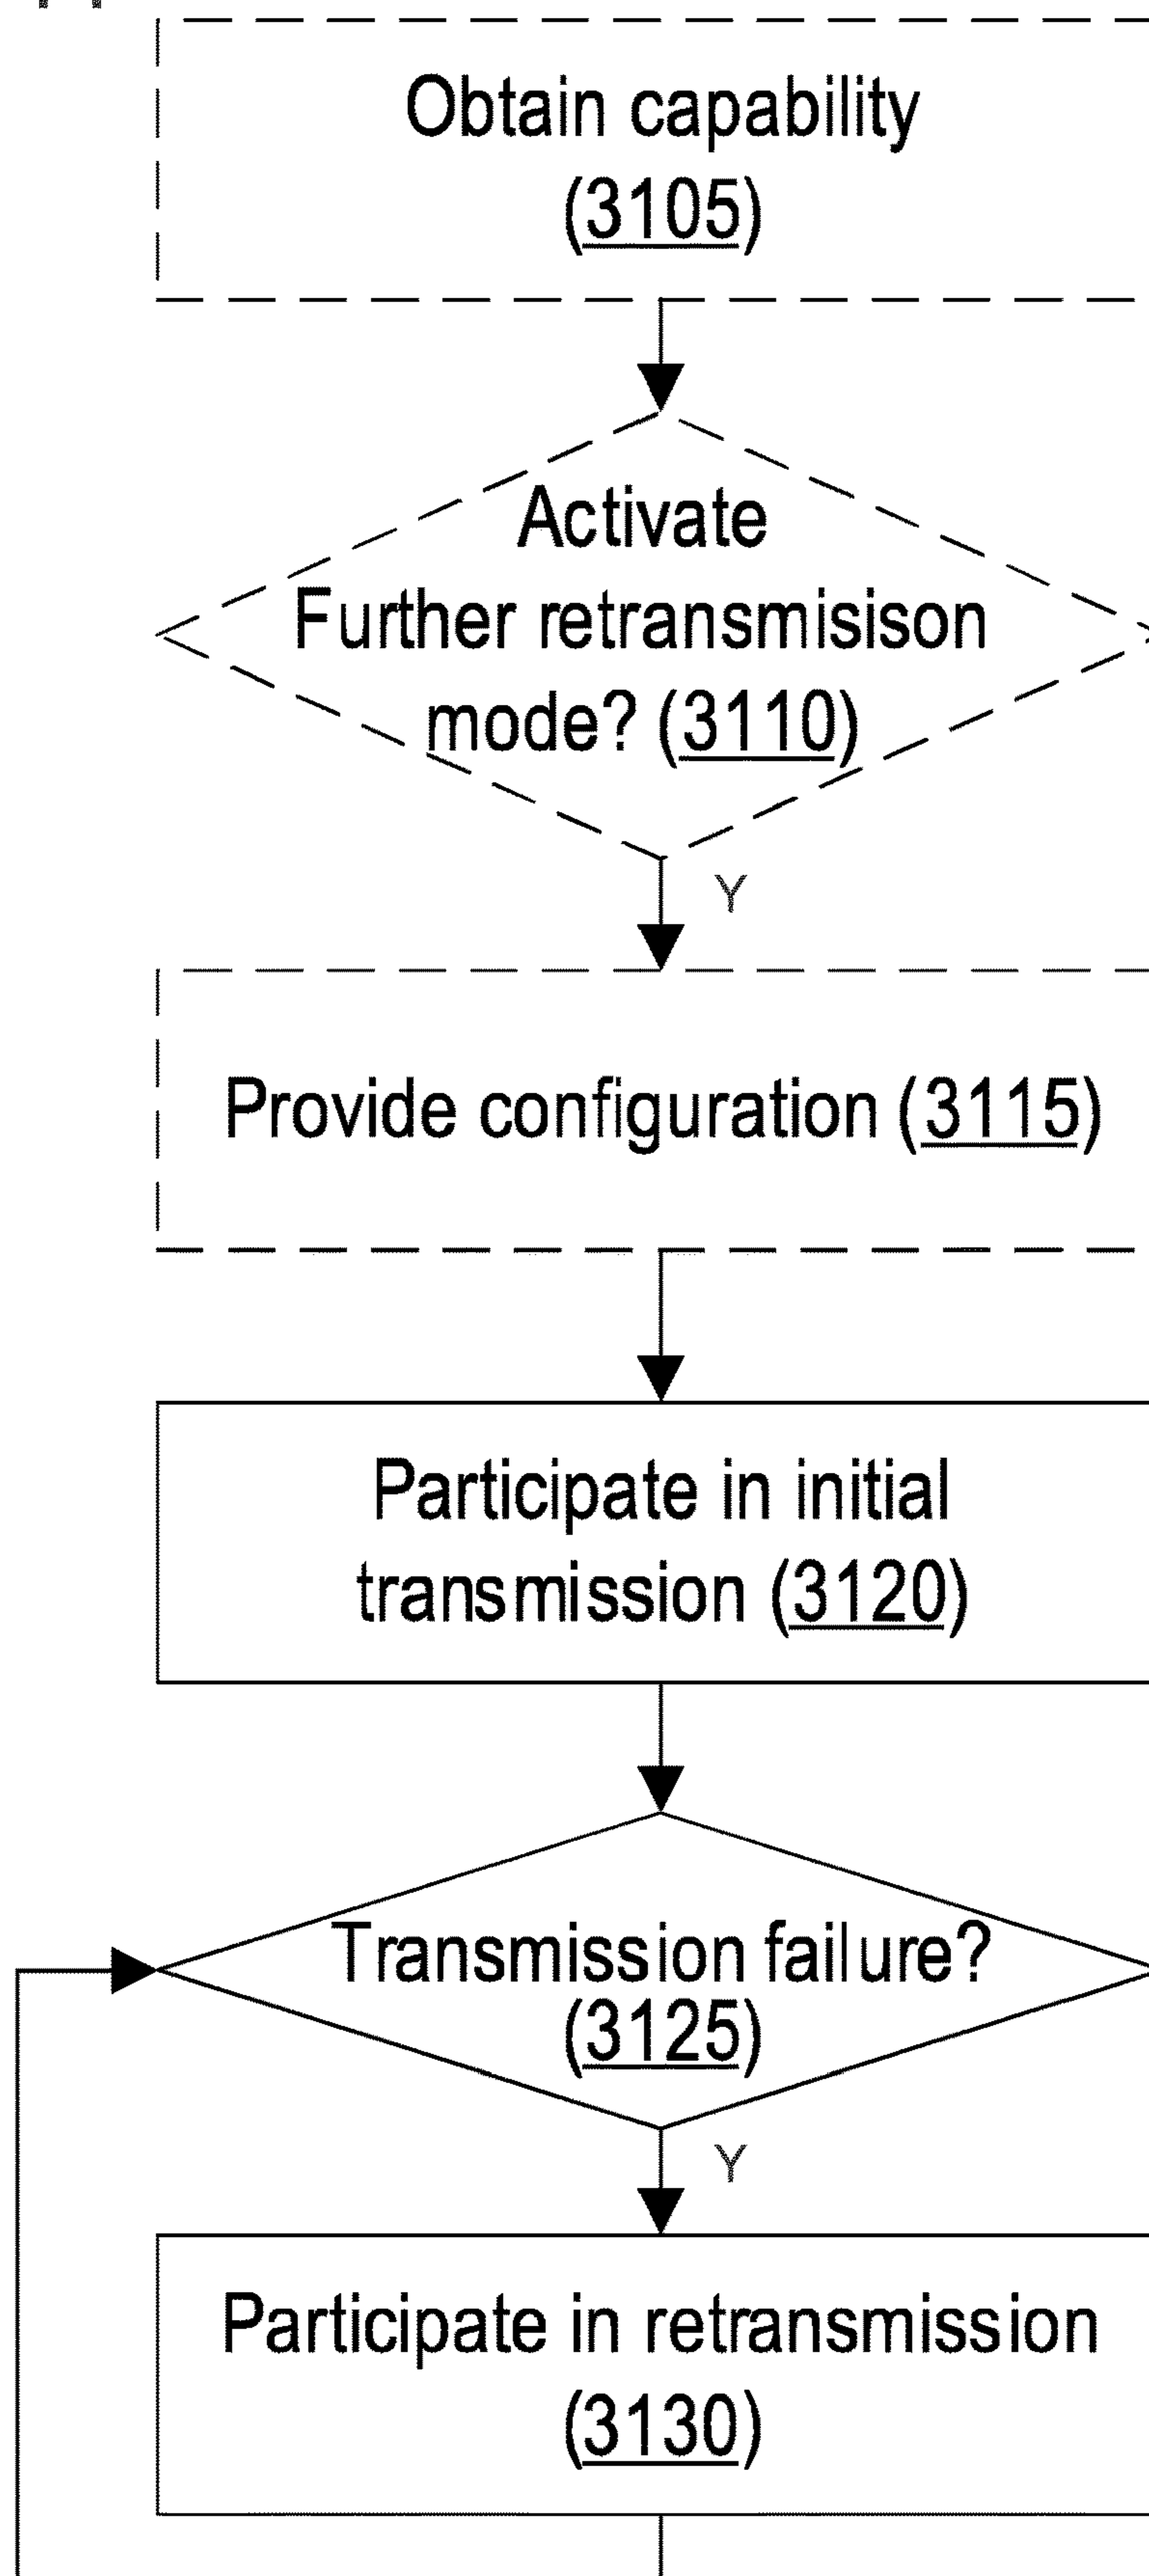 Obtain capability
(3105)
Activate
Further retransmisison
mode? (3110)
Y
Provide configuration (3115)
Participate in initial
transmission (3120)
Transmission failure?
(3125)
Y
Participate in retransmission
(3130)